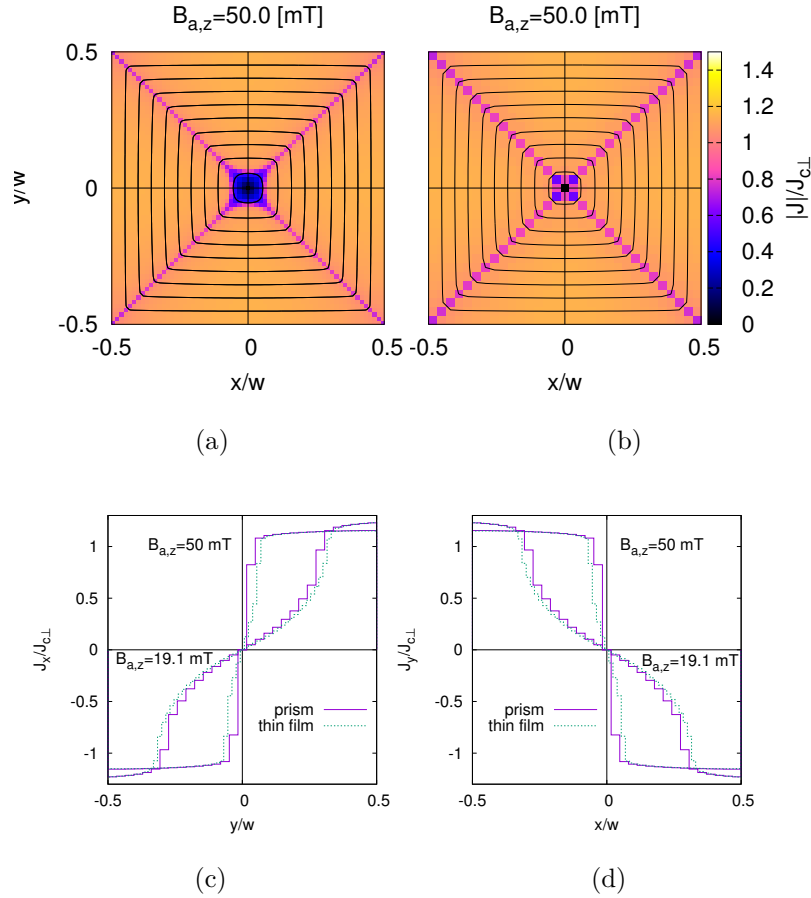 B_{a,z}=50.0 [mT]
B_{a,z}=50.0 [mT]
0.5
0
-0.5
y/w
-0.5
0
0.5
x/w
-0.5
0
0.5
x/w
1.4
1.2
1
0.8
0.6
0.4
0.2
0
|J|/J_{c⊥}
(a)
(b)
1
0.5
0
-0.5
-1
J_x/J_{c⊥}
B_{a,z}=50 mT
B_{a,z}=19.1 mT
prism
thin film
-0.5
0
0.5
y/w
1
0.5
0
-0.5
-1
J_y/J_{c⊥}
B_{a,z}=50 mT
B_{a,z}=19.1 mT
prism
thin film
-0.5
0
0.5
x/w
(c)
(d)